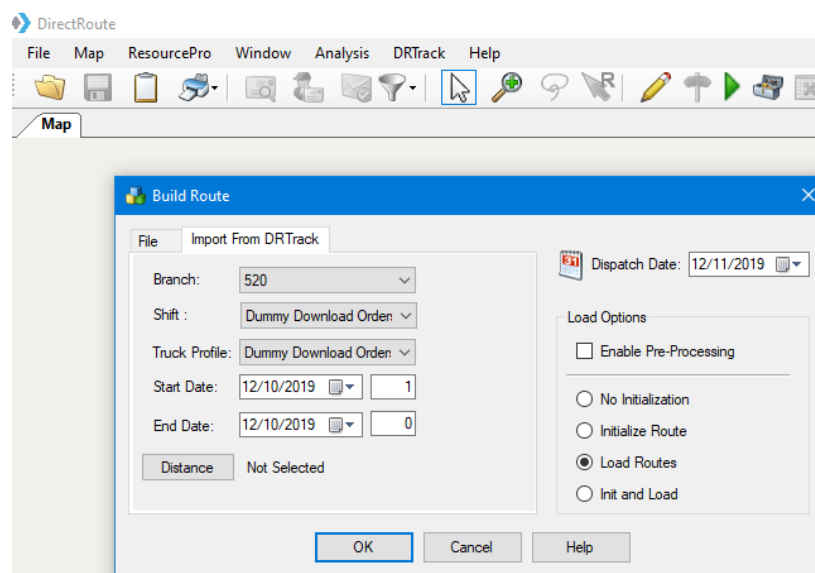 DirectRoute
File Map ResourcePro Window Analysis DRTrack Help
R
Map
Build Route
File Import From DRTrack
31 Dispatch Date: 12/11/2019
Branch: 520
Shift : Dummy Download Order
Truck Profile: Dummy Download Order
Start Date: 12/10/2019 1
End Date: 12/10/2019 0
Distance Not Selected
Load Options
Enable Pre-Processing
No Initialization
Initialize Route
Load Routes
Init and Load
OK Cancel Help